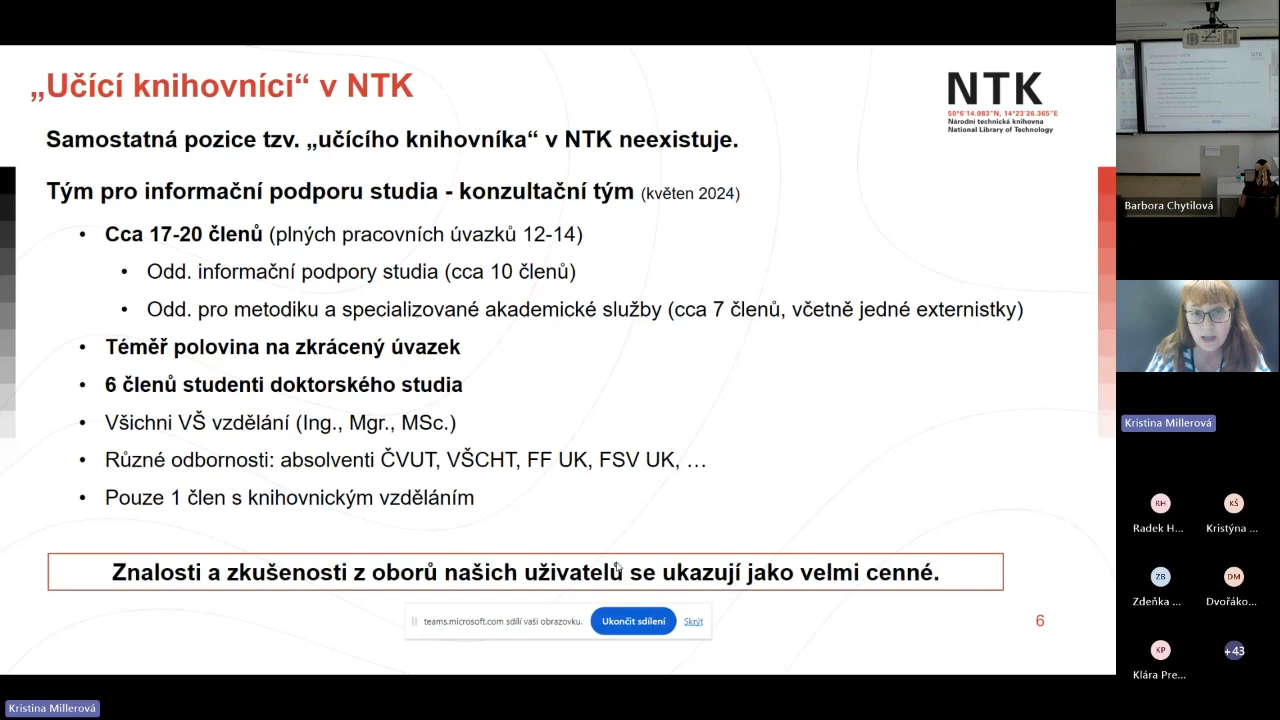 „Učící knihovníci“ v NTK
NTK
50°6'14.083"N, 14°23'26.365"E
Národní technická knihovna
National Library of Technology
Samostatná pozice tzv. „učícího knihovníka“ v NTK neexistuje.
Tým pro informační podporu studia - konzultační tým (květen 2024)
• Cca 17-20 členů (plných pracovních úvazků 12-14)
• Odd. informační podpory studia (cca 10 členů)
• Odd. pro metodiku a specializované akademické služby (cca 7 členů, včetně jedné externistky)
• Téměř polovina na zkrácený úvazek
• 6 členů studenti doktorského studia
• Všichni VŠ vzdělání (Ing., Mgr., MSc.)
• Různé odbornosti: absolventi ČVUT, VŠCHT, FF UK, FSV UK, …
• Pouze 1 člen s knihovnickým vzděláním
Znalosti a zkušenosti z oborů našich uživatelů se ukazují jako velmi cenné.
teams.microsoft.com sdílí vaši obrazovku. Ukončit sdílení Skrýt
6
Kristina Millerová
Barbora Chytilová
Kristina Millerová
RH KŠ
Radek H... Kristýna ...
ZB DM
Zdeňka ... Dvořáko...
KP +43
Klára Pre...